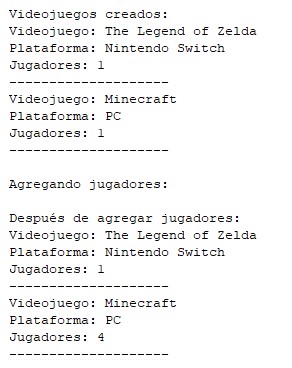 Videojuegos creados:
Videojuego: The Legend of Zelda
Plataforma: Nintendo Switch
Jugadores: 1
--------------------
Videojuego: Minecraft
Plataforma: PC
Jugadores: 1
--------------------

Agregando jugadores:

Después de agregar jugadores:
Videojuego: The Legend of Zelda
Plataforma: Nintendo Switch
Jugadores: 1
--------------------
Videojuego: Minecraft
Plataforma: PC
Jugadores: 4
--------------------